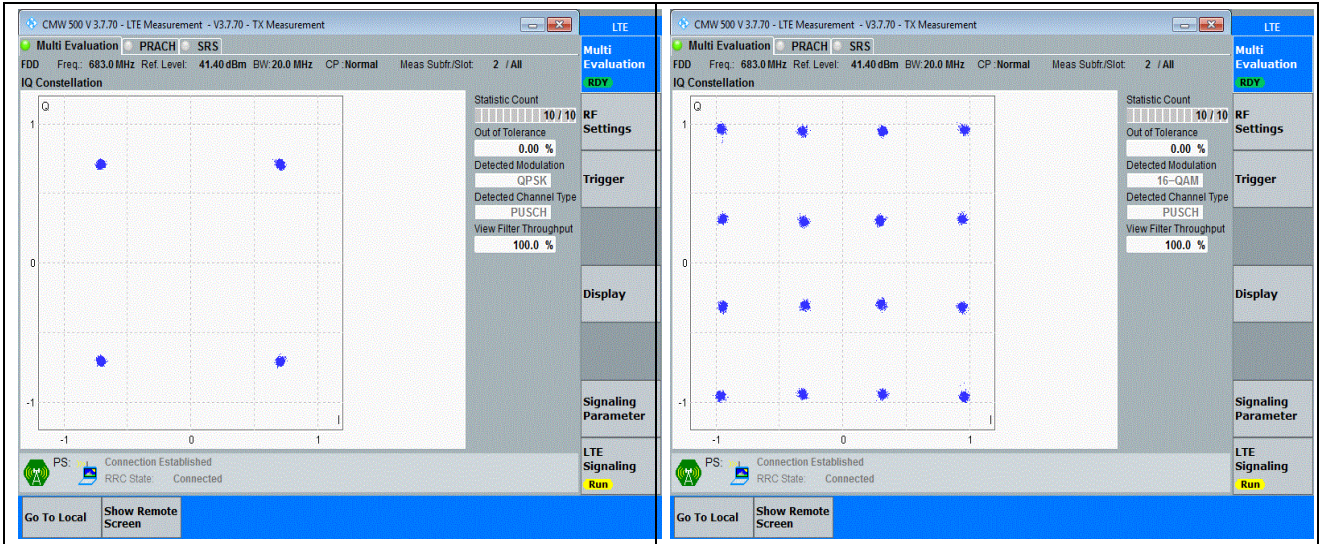 CMW 500 V 3.7.70 - LTE Measurement - V3.7.70 - TX Measurement
LTE
Multi Evaluation PRACH SRS
Multi
Evaluation
RDY
FDD Freq.: 683.0 MHz Ref. Level: 41.40 dBm BW: 20.0 MHz CP :Normal Meas Subfr./Slot: 2 / All
IQ Constellation
Q
1
0
-1
-1
0
1
I
Statistic Count
10 / 10
Out of Tolerance
0.00 %
Detected Modulation
QPSK
Detected Channel Type
PUSCH
View Filter Throughput
100.0 %
RF
Settings
Trigger
Display
Signaling
Parameter
LTE
Signaling
Run
PS: Connection Established
RRC State: Connected
Go To Local
Show Remote
Screen
CMW 500 V 3.7.70 - LTE Measurement - V3.7.70 - TX Measurement
LTE
Multi Evaluation PRACH SRS
Multi
Evaluation
RDY
FDD Freq.: 683.0 MHz Ref. Level: 41.40 dBm BW: 20.0 MHz CP :Normal Meas Subfr./Slot: 2 / All
IQ Constellation
Q
1
0
-1
-1
0
1
I
Statistic Count
10 / 10
Out of Tolerance
0.00 %
Detected Modulation
16-QAM
Detected Channel Type
PUSCH
View Filter Throughput
100.0 %
RF
Settings
Trigger
Display
Signaling
Parameter
LTE
Signaling
Run
PS: Connection Established
RRC State: Connected
Go To Local
Show Remote
Screen